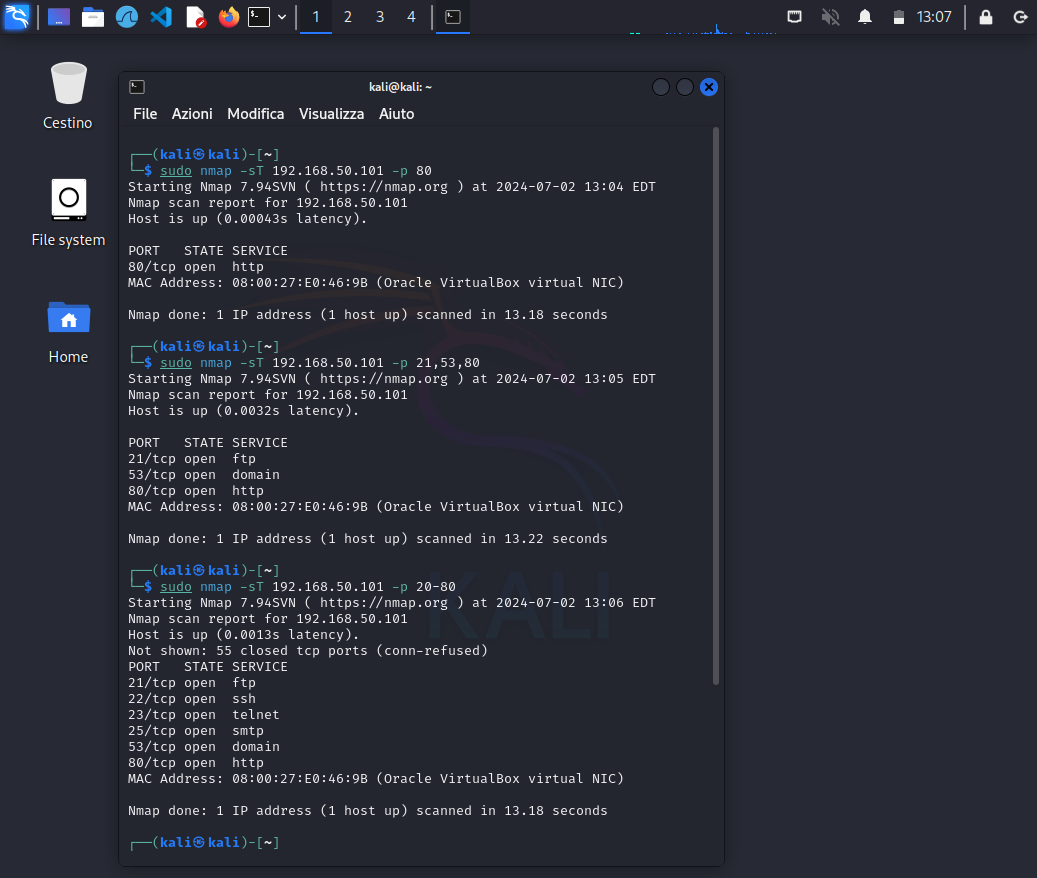 1 2 3 4 13:07
Cestino
File system
Home
kali@kali: ~
File Azioni Modifica Visualizza Aiuto
┌──(kali㉿kali)-[~]
└─$ sudo nmap -sT 192.168.50.101 -p 80
Starting Nmap 7.94SVN ( https://nmap.org ) at 2024-07-02 13:04 EDT
Nmap scan report for 192.168.50.101
Host is up (0.00043s latency).
PORT   STATE SERVICE
80/tcp open  http
MAC Address: 08:00:27:E0:46:9B (Oracle VirtualBox virtual NIC)
Nmap done: 1 IP address (1 host up) scanned in 13.18 seconds
┌──(kali㉿kali)-[~]
└─$ sudo nmap -sT 192.168.50.101 -p 21,53,80
Starting Nmap 7.94SVN ( https://nmap.org ) at 2024-07-02 13:05 EDT
Nmap scan report for 192.168.50.101
Host is up (0.0032s latency).
PORT   STATE SERVICE
21/tcp open  ftp
53/tcp open  domain
80/tcp open  http
MAC Address: 08:00:27:E0:46:9B (Oracle VirtualBox virtual NIC)
Nmap done: 1 IP address (1 host up) scanned in 13.22 seconds
┌──(kali㉿kali)-[~]
└─$ sudo nmap -sT 192.168.50.101 -p 20-80
Starting Nmap 7.94SVN ( https://nmap.org ) at 2024-07-02 13:06 EDT
Nmap scan report for 192.168.50.101
Host is up (0.0013s latency).
Not shown: 55 closed tcp ports (conn-refused)
PORT   STATE SERVICE
21/tcp open  ftp
22/tcp open  ssh
23/tcp open  telnet
25/tcp open  smtp
53/tcp open  domain
80/tcp open  http
MAC Address: 08:00:27:E0:46:9B (Oracle VirtualBox virtual NIC)
Nmap done: 1 IP address (1 host up) scanned in 13.18 seconds
┌──(kali㉿kali)-[~]
KALI